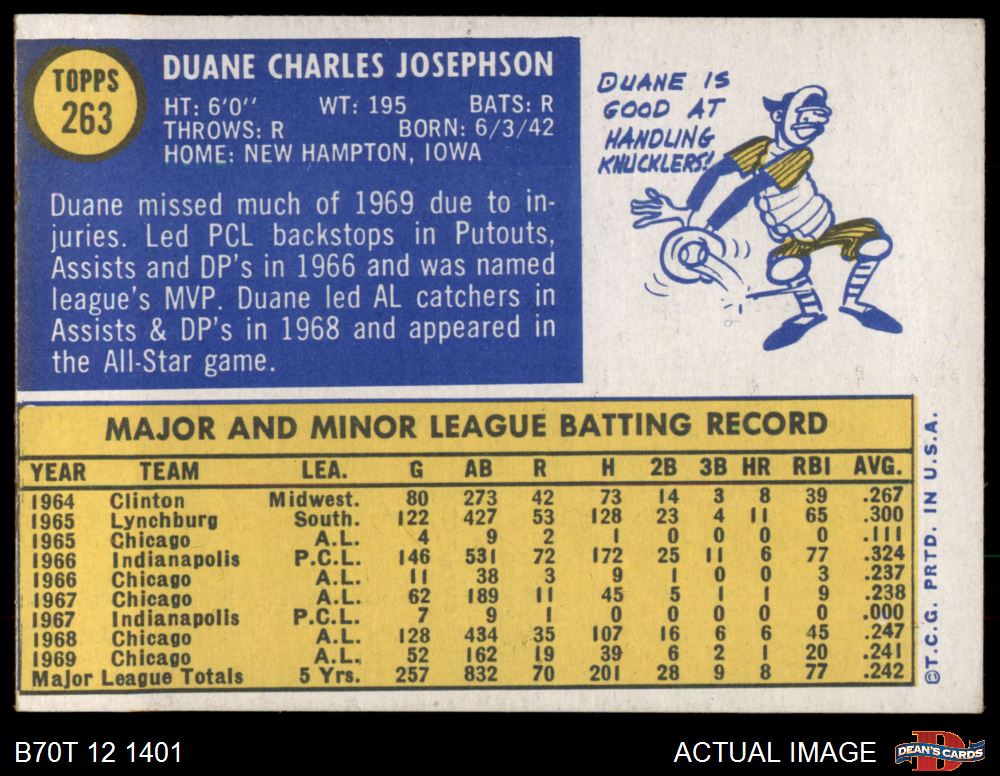 TOPPS
263
DUANE CHARLES JOSEPHSON
HT: 6'0'' WT: 195 BATS: R
THROWS: R BORN: 6/3/42
HOME: NEW HAMPTON, IOWA
Duane missed much of 1969 due to in-
juries. Led PCL backstops in Putouts,
Assists and DP's in 1966 and was named
league's MVP. Duane led AL catchers in
Assists & DP's in 1968 and appeared in
the All-Star game.
DUANE IS
GOOD AT
HANDLING
KNUCKLERS!
MAJOR AND MINOR LEAGUE BATTING RECORD
YEAR TEAM LEA. G AB R H 2B 3B HR RBI AVG.
1964 Clinton Midwest. 80 273 42 73 14 3 8 39 .267
1965 Lynchburg South. 122 427 53 128 23 4 11 65 .300
1965 Chicago A.L. 4 9 2 1 0 0 0 0 .111
1966 Indianapolis P.C.L. 146 531 72 172 25 11 6 77 .324
1966 Chicago A.L. 11 38 3 9 1 0 0 3 .237
1967 Chicago A.L. 62 189 11 45 5 1 1 9 .238
1967 Indianapolis P.C.L. 7 9 1 0 0 0 0 0 .000
1968 Chicago A.L. 128 434 35 107 16 6 6 45 .247
1969 Chicago A.L. 52 162 19 39 6 2 1 20 .241
Major League Totals 5 Yrs. 257 832 70 201 28 9 8 77 .242
©T.C.G. PRTD. IN U.S.A.
B70T 12 1401
ACTUAL IMAGE
D
DEAN'S CARDS